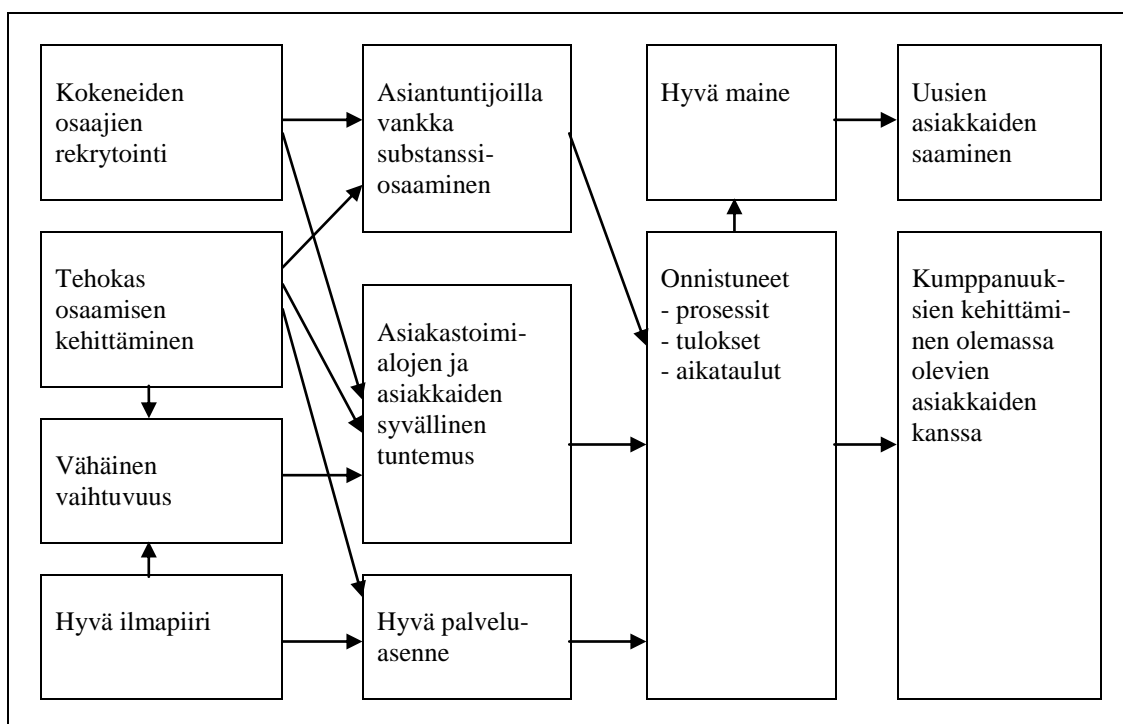 Kokeneiden
osaajien
rekrytointi
Asiantuntijoilla
vankka
substanssi-
osaaminen
Hyvä maine
Uusien
asiakkaiden
saaminen
Tehokas
osaamisen
kehittäminen
Asiakastoimi-
alojen ja
asiakkaiden
syvällinen
tuntemus
Onnistuneet
- prosessit
- tulokset
- aikataulut
Kumppanuuk-
sien kehittämi-
nen olemassa
olevien
asiakkaiden
kanssa
Vähäinen
vaihtuvuus
Hyvä ilmapiiri
Hyvä palvelu-
asenne